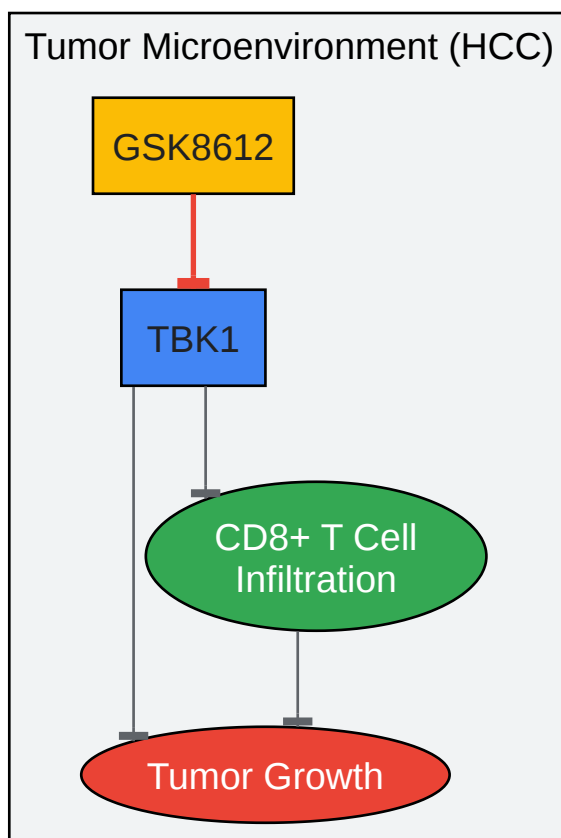 Tumor Microenvironment (HCC)
GSK8612
TBK1
CD8+ T Cell
Infiltration
Tumor Growth